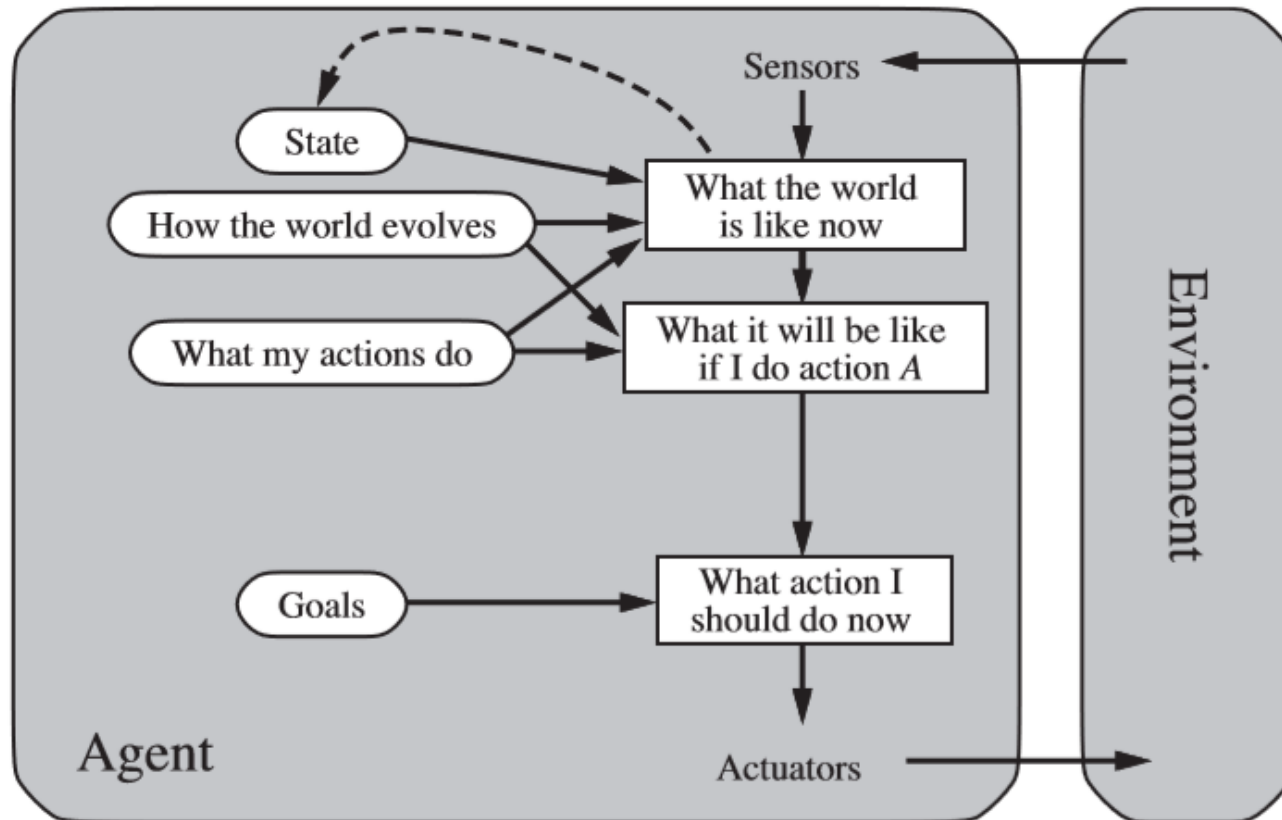 Sensors
State
What the world
is like now
How the world evolves
What it will be like
if I do action A
What my actions do
Environment
What action I
should do now
Goals
Agent
Actuators